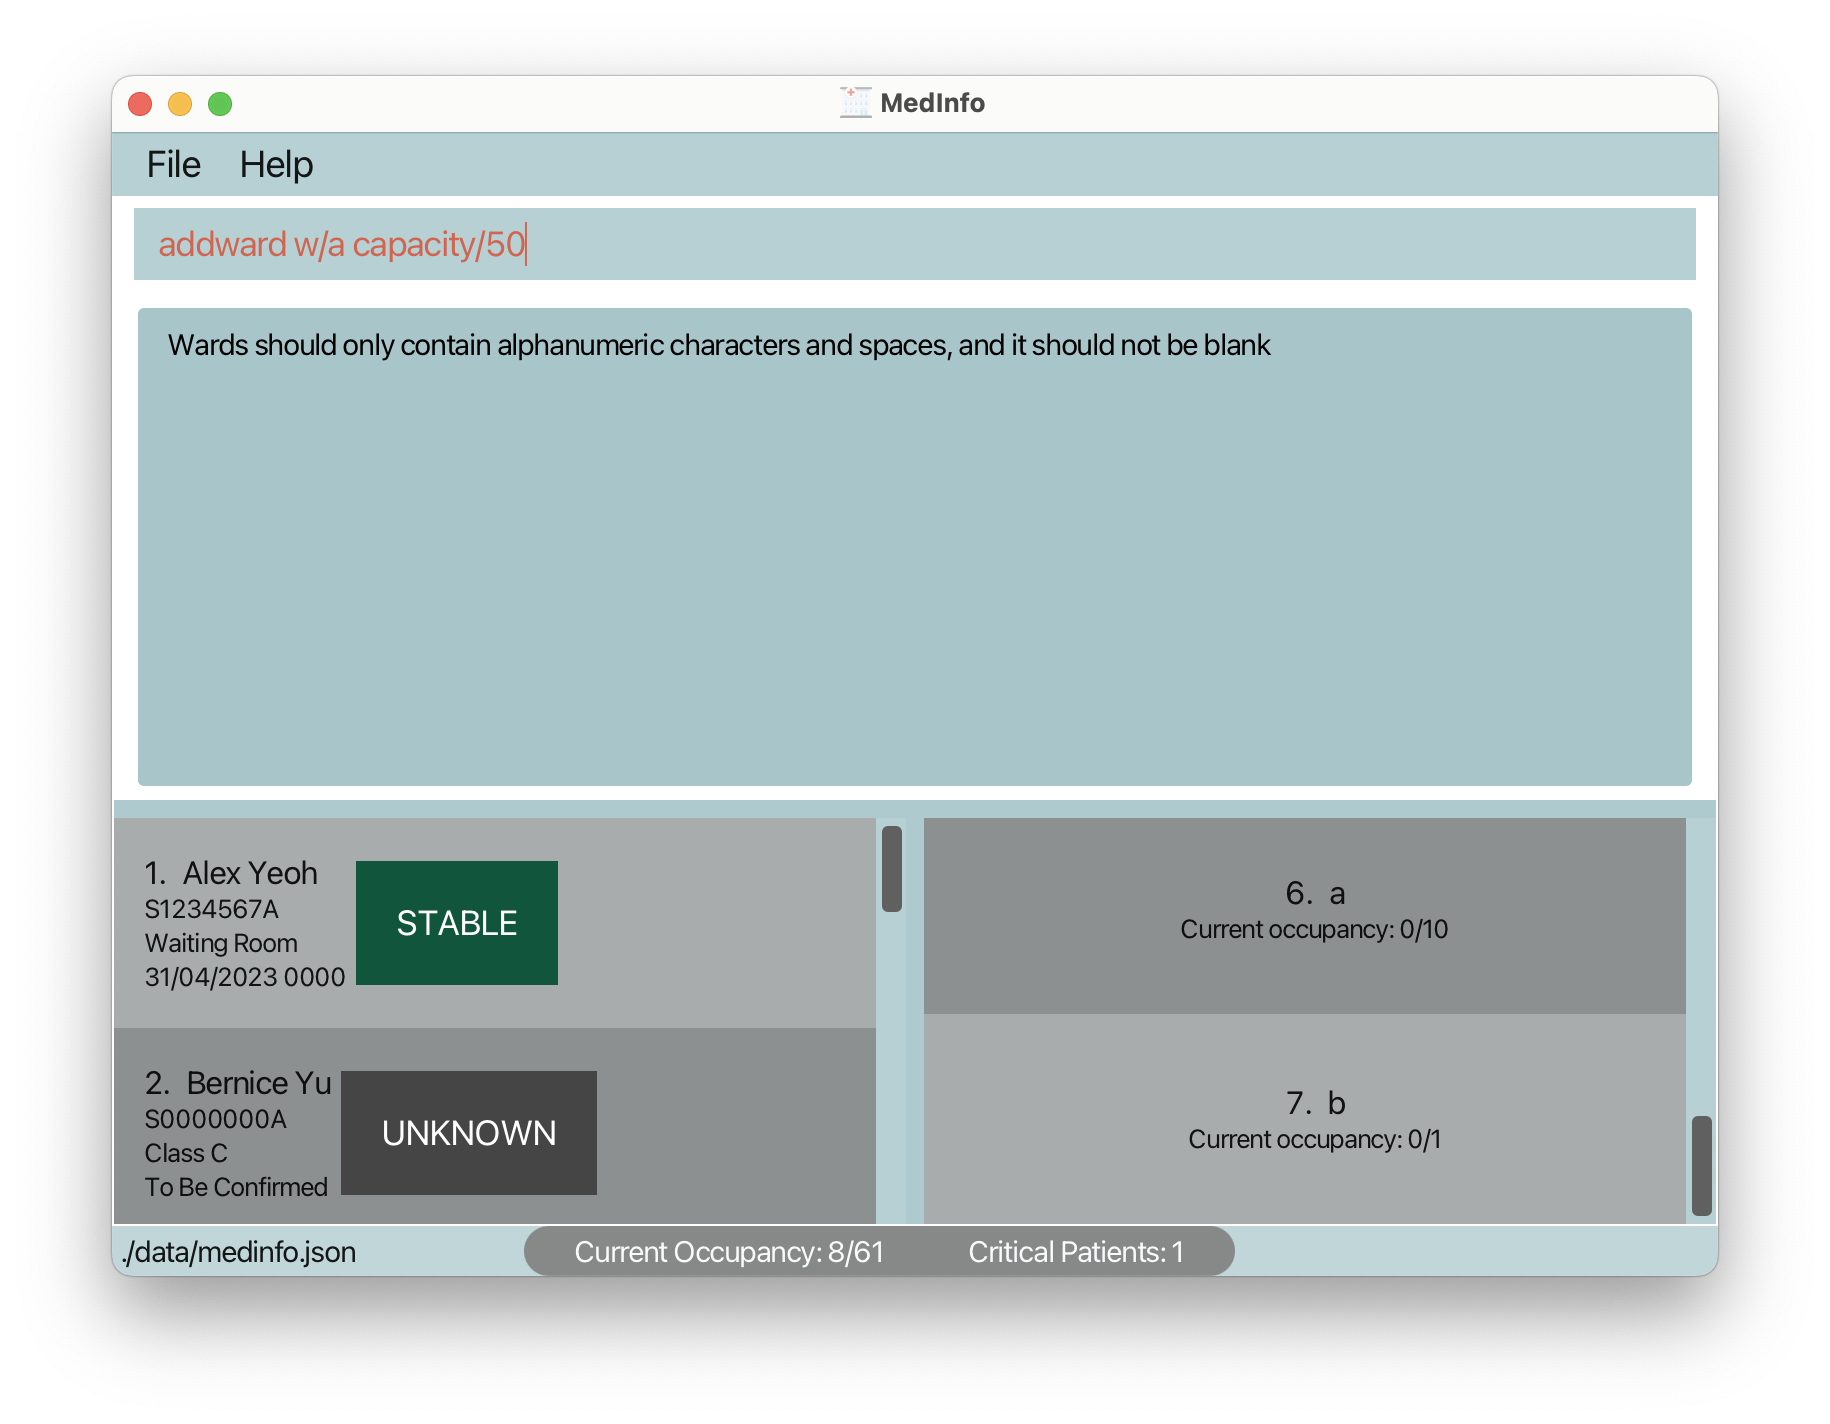 MedInfo
File Help
addward w/a capacity/50
Wards should only contain alphanumeric characters and spaces, and it should not be blank
1. Alex Yeoh
S1234567A
Waiting Room
31/04/2023 0000
STABLE
2. Bernice Yu
S0000000A
Class C
To Be Confirmed
UNKNOWN
6. a
Current occupancy: 0/10
7. b
Current occupancy: 0/1
./data/medinfo.json
Current Occupancy: 8/61 Critical Patients: 1